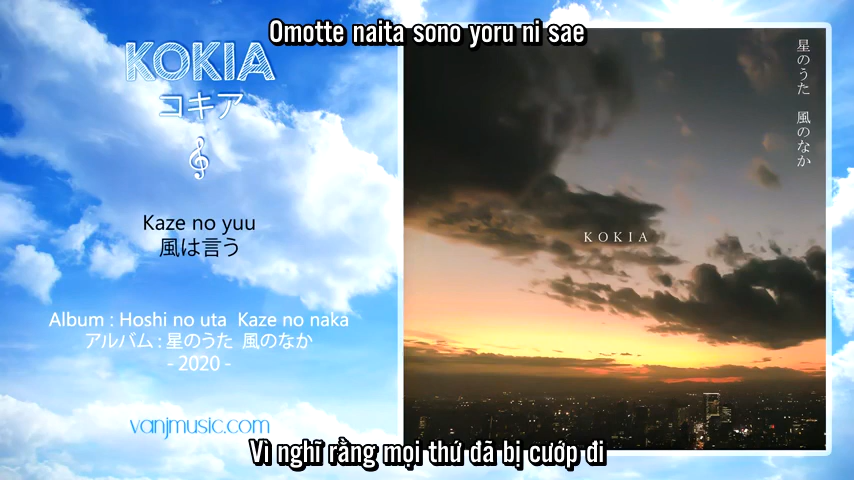 Omotte naita sono yoru ni sae
KOKIA
コキア
Kaze no yuu
風は言う
Album : Hoshi no uta Kaze no naka
アルバム : 星のうた 風のなか
- 2020 -
vanjmusic.com
星のうた 風のなか
KOKIA
Vì nghĩ rằng mọi thứ đã bị cướp đi